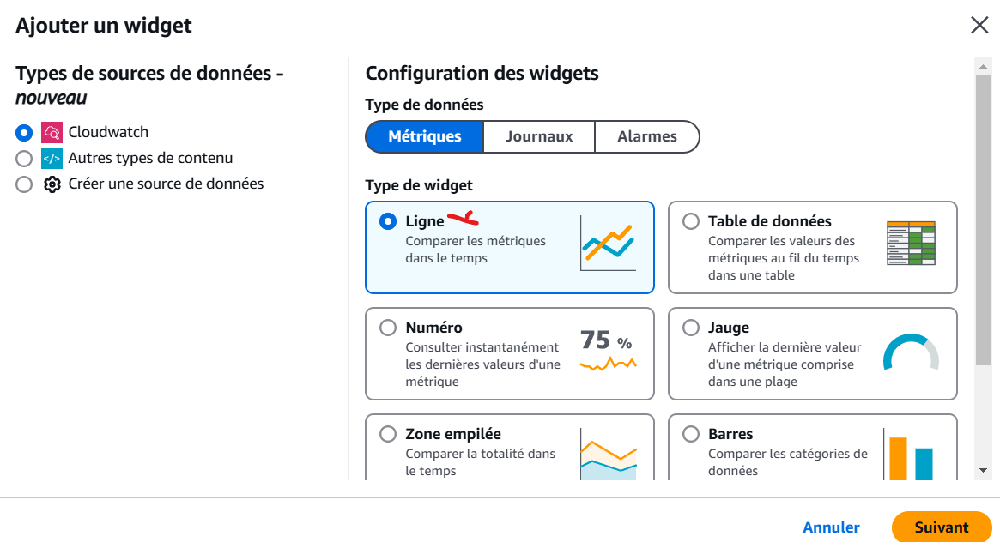 Ajouter un widget
Types de sources de données -
nouveau
Cloudwatch
</> Autres types de contenu
Créer une source de données
Configuration des widgets
Type de données
Métriques Journaux Alarmes
Type de widget
Ligne
Comparer les métriques
dans le temps
Table de données
Comparer les valeurs des
métriques au fil du temps
dans une table
Numéro
Consulter instantanément
les dernières valeurs d'une
métrique
75 %
Jauge
Afficher la dernière valeur
d'une métrique comprise
dans une plage
Zone empilée
Comparer la totalité dans
le temps
Barres
Comparer les catégories de
données
Annuler Suivant